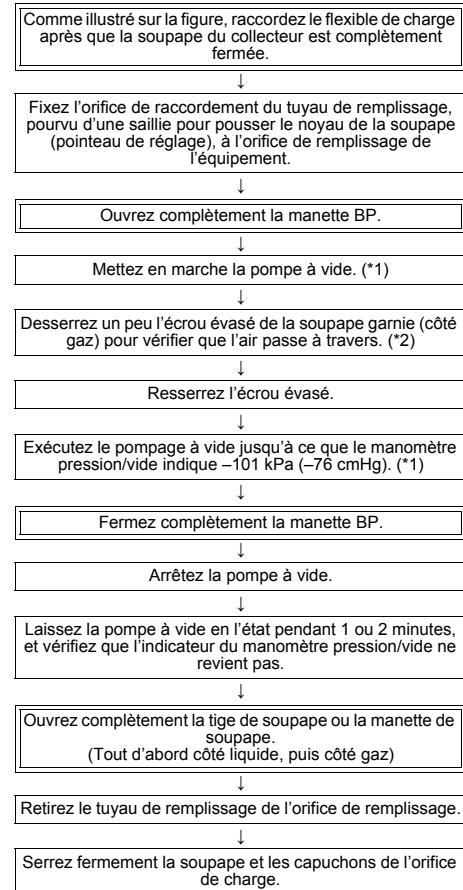 Comme illustré sur la figure, raccordez le flexible de charge
après que la soupape du collecteur est complètement
fermée.
↓
Fixez l’orifice de raccordement du tuyau de remplissage,
pourvu d’une saillie pour pousser le noyau de la soupape
(pointeau de réglage), à l’orifice de remplissage de
l’équipement.
↓
Ouvrez complètement la manette BP.
↓
Mettez en marche la pompe à vide. (*1)
↓
Desserrez un peu l’écrou évasé de la soupape garnie (côté
gaz) pour vérifier que l’air passe à travers. (*2)
↓
Resserrez l’écrou évasé.
↓
Exécutez le pompage à vide jusqu’à ce que le manomètre
pression/vide indique –101 kPa (–76 cmHg). (*1)
↓
Fermez complètement la manette BP.
↓
Arrêtez la pompe à vide.
↓
Laissez la pompe à vide en l’état pendant 1 ou 2 minutes,
et vérifiez que l’indicateur du manomètre pression/vide ne
revient pas.
↓
Ouvrez complètement la tige de soupape ou la manette de
soupape.
(Tout d’abord côté liquide, puis côté gaz)
↓
Retirez le tuyau de remplissage de l’orifice de remplissage.
↓
Serrez fermement la soupape et les capuchons de l’orifice
de charge.